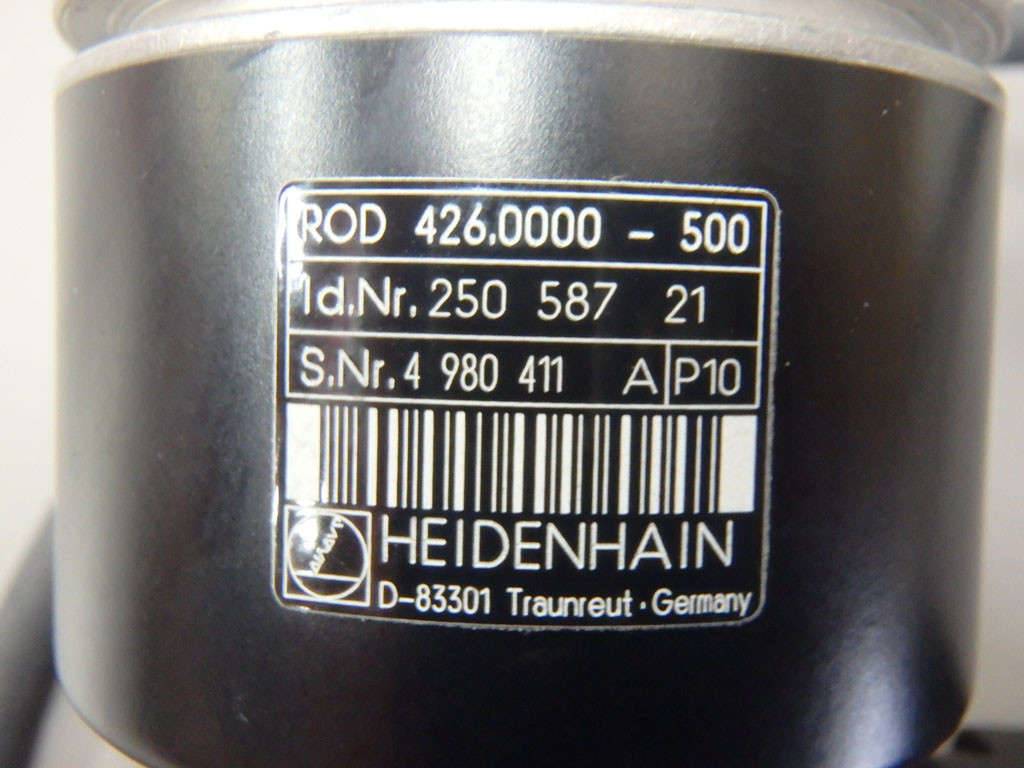 ROD 426.0000 - 500
Id.Nr. 250 587 21
S.Nr. 4 980 411 A P10
HEIDENHAIN
D-83301 Traunreut · Germany